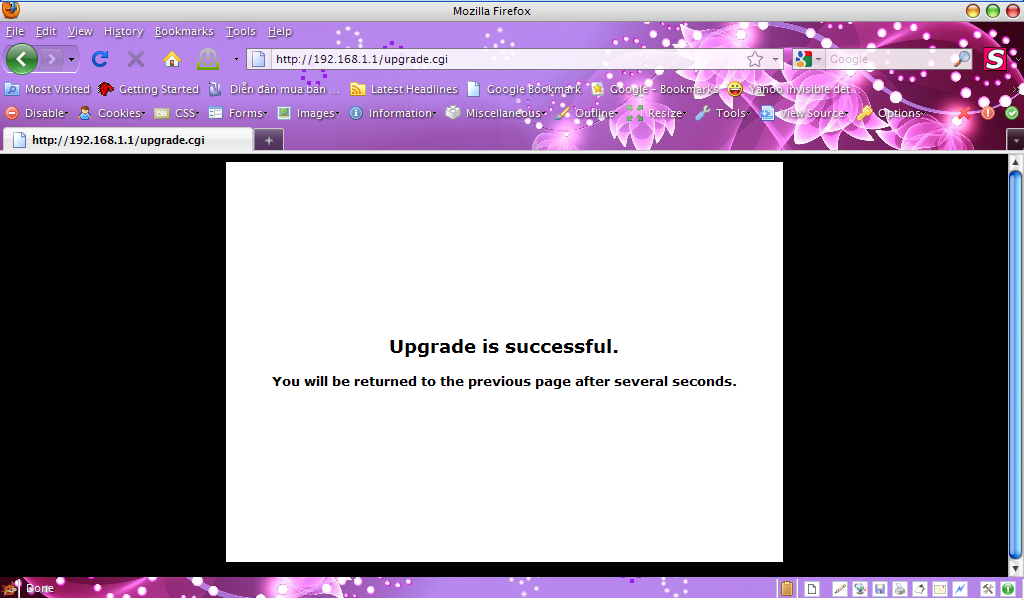 Mozilla Firefox
File Edit View History Bookmarks Tools Help
http://192.168.1.1/upgrade.cgi Google S
Most Visited Getting Started Diễn đàn mua bán ... Latest Headlines Google Bookmark Google - Bookmarks Yahoo invisible det...
Disable Cookies CSS Forms Images Information Miscellaneous Outline Resize Tools View Source Options
http://192.168.1.1/upgrade.cgi
Upgrade is successful.
You will be returned to the previous page after several seconds.
Done